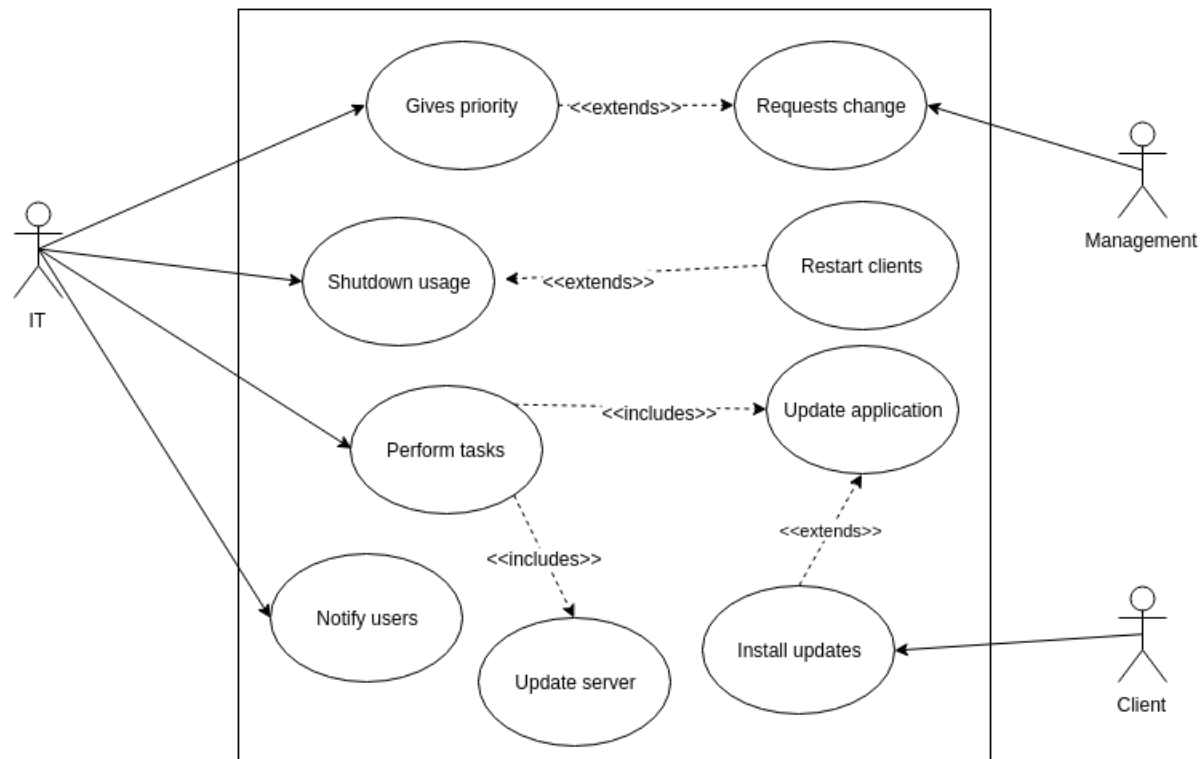 Gives priority
<<extends>>
Requests change
Management
Shutdown usage
<<extends>>
Restart clients
IT
Perform tasks
<<includes>>
Update application
<<includes>>
<<extends>>
Notify users
Update server
Install updates
Client